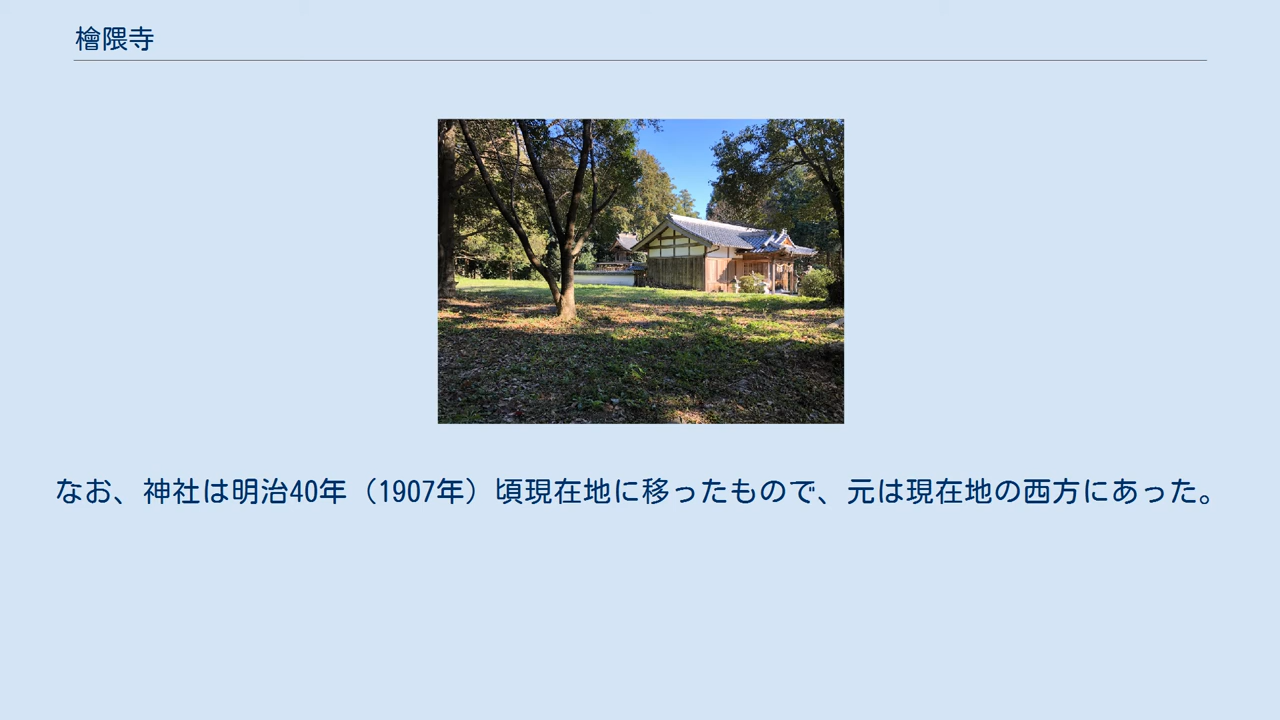 檜隈寺
なお、神社は明治40年（1907年）頃現在地に移ったもので、元は現在地の西方にあった。